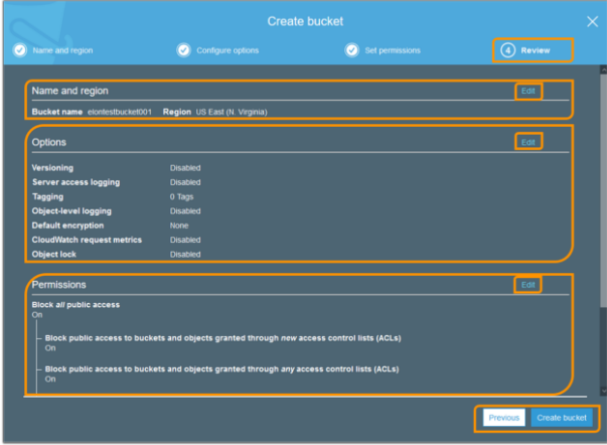 Create bucket
Name and region
Configure options
Set permissions
4 Review
Name and region Edit
Bucket name elontestbucket001 Region US East (N. Virginia)
Options Edit
Versioning Disabled
Server access logging Disabled
Tagging 0 Tags
Object-level logging Disabled
Default encryption None
CloudWatch request metrics Disabled
Object lock Disabled
Permissions Edit
Block all public access
On
Block public access to buckets and objects granted through new access control lists (ACLs)
On
Block public access to buckets and objects granted through any access control lists (ACLs)
On
Previous Create bucket